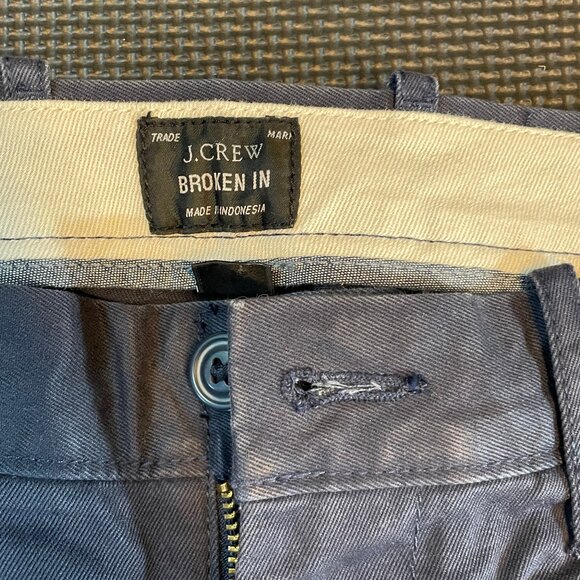 TRADE MARK
J.CREW
BROKEN IN
MADE IN INDONESIA